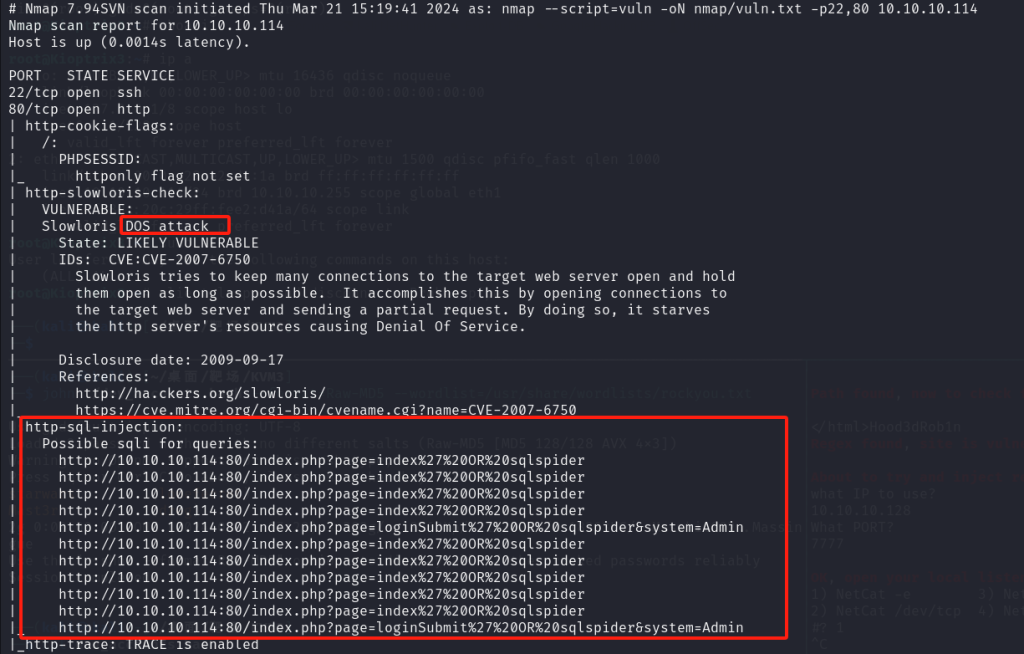 # Nmap 7.94SVN scan initiated Thu Mar 21 15:19:41 2024 as: nmap --script=vuln -oN nmap/vuln.txt -p22,80 10.10.10.114
Nmap scan report for 10.10.10.114
Host is up (0.0014s latency).

PORT   STATE SERVICE
22/tcp open  ssh
80/tcp open  http
| http-cookie-flags:
|   /:
|     PHPSESSID:
|_      httponly flag not set
| http-slowloris-check:
|   VULNERABLE:
|   Slowloris DOS attack
|     State: LIKELY VULNERABLE
|     IDs:  CVE:CVE-2007-6750
|       Slowloris tries to keep many connections to the target web server open and hold
|       them open as long as possible.  It accomplishes this by opening connections to
|       the target web server and sending a partial request. By doing so, it starves
|       the http server's resources causing Denial Of Service.
|
|     Disclosure date: 2009-09-17
|     References:
|       http://ha.ckers.org/slowloris/
|_      https://cve.mitre.org/cgi-bin/cvename.cgi?name=CVE-2007-6750
| http-sql-injection:
|   Possible sqli for queries:
|     http://10.10.10.114:80/index.php?page=index%27%20OR%20sqlspider
|     http://10.10.10.114:80/index.php?page=index%27%20OR%20sqlspider
|     http://10.10.10.114:80/index.php?page=index%27%20OR%20sqlspider
|     http://10.10.10.114:80/index.php?page=index%27%20OR%20sqlspider
|     http://10.10.10.114:80/index.php?page=loginSubmit%27%20OR%20sqlspider&system=Admin
|     http://10.10.10.114:80/index.php?page=index%27%20OR%20sqlspider
|     http://10.10.10.114:80/index.php?page=index%27%20OR%20sqlspider
|     http://10.10.10.114:80/index.php?page=index%27%20OR%20sqlspider
|     http://10.10.10.114:80/index.php?page=index%27%20OR%20sqlspider
|     http://10.10.10.114:80/index.php?page=index%27%20OR%20sqlspider
|_    http://10.10.10.114:80/index.php?page=loginSubmit%27%20OR%20sqlspider&system=Admin
|_http-trace: TRACE is enabled